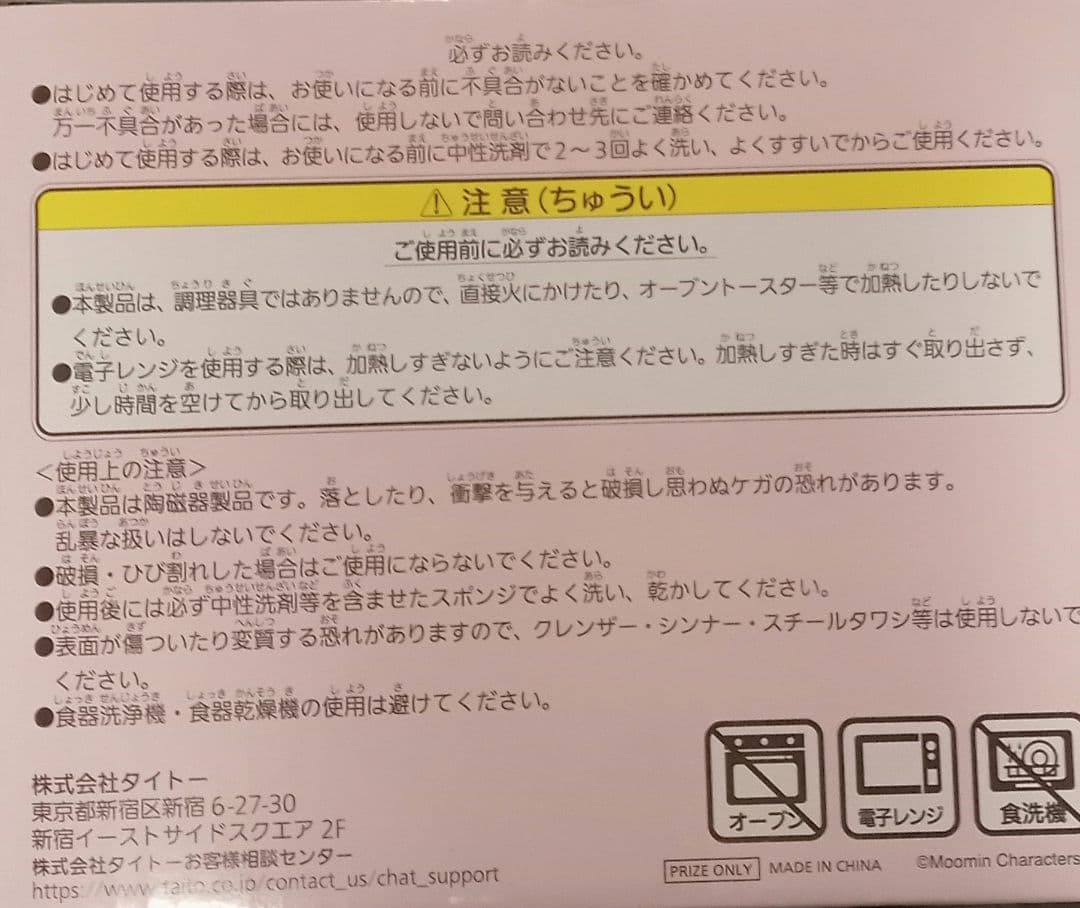 必ずお読みください。
●はじめて使用する際は、お使いになる前に不具合がないことを確かめてください。
万一不具合があった場合には、使用しないで問い合わせ先にご連絡ください。
●はじめて使用する際は、お使いになる前に中性洗剤で2～3回よく洗い、よくすすいでからご使用ください。
⚠注意(ちゅうい)
ご使用前に必ずお読みください。
●本製品は、調理器具ではありませんので、直接火にかけたり、オーブントースター等で加熱したりしないで
ください。
●電子レンジを使用する際は、加熱しすぎないようにご注意ください。加熱しすぎた時はすぐ取り出さず、
少し時間を空けてから取り出してください。
＜使用上の注意＞
●本製品は陶磁器製品です。落としたり、衝撃を与えると破損し思わぬケガの恐れがあります。
乱暴な扱いはしないでください。
●破損・ひび割れした場合はご使用にならないでください。
●使用後には必ず中性洗剤等を含ませたスポンジでよく洗い、乾かしてください。
●表面が傷ついたり変質する恐れがありますので、クレンザー・シンナー・スチールタワシ等は使用しないで
ください。
●食器洗浄機・食器乾燥機の使用は避けてください。
オーブン
電子レンジ
食洗機
株式会社タイトー
東京都新宿区新宿6-27-30
新宿イーストサイドスクエア 2F
株式会社タイトーお客様相談センター
https://www.taito.co.jp/contact_us/chat_support
PRIZE ONLY MADE IN CHINA ©Moomin Characters